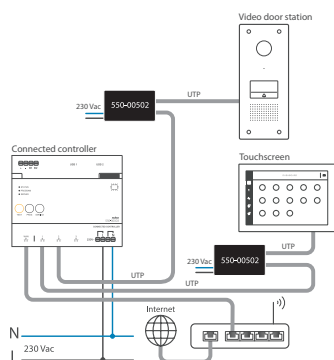 Video door station
UTP
230 Vac
550-00502
Connected controller
Touchscreen
230 Vac
550-00502
UTP
UTP
UTP
Internet
N
230 Vac
L